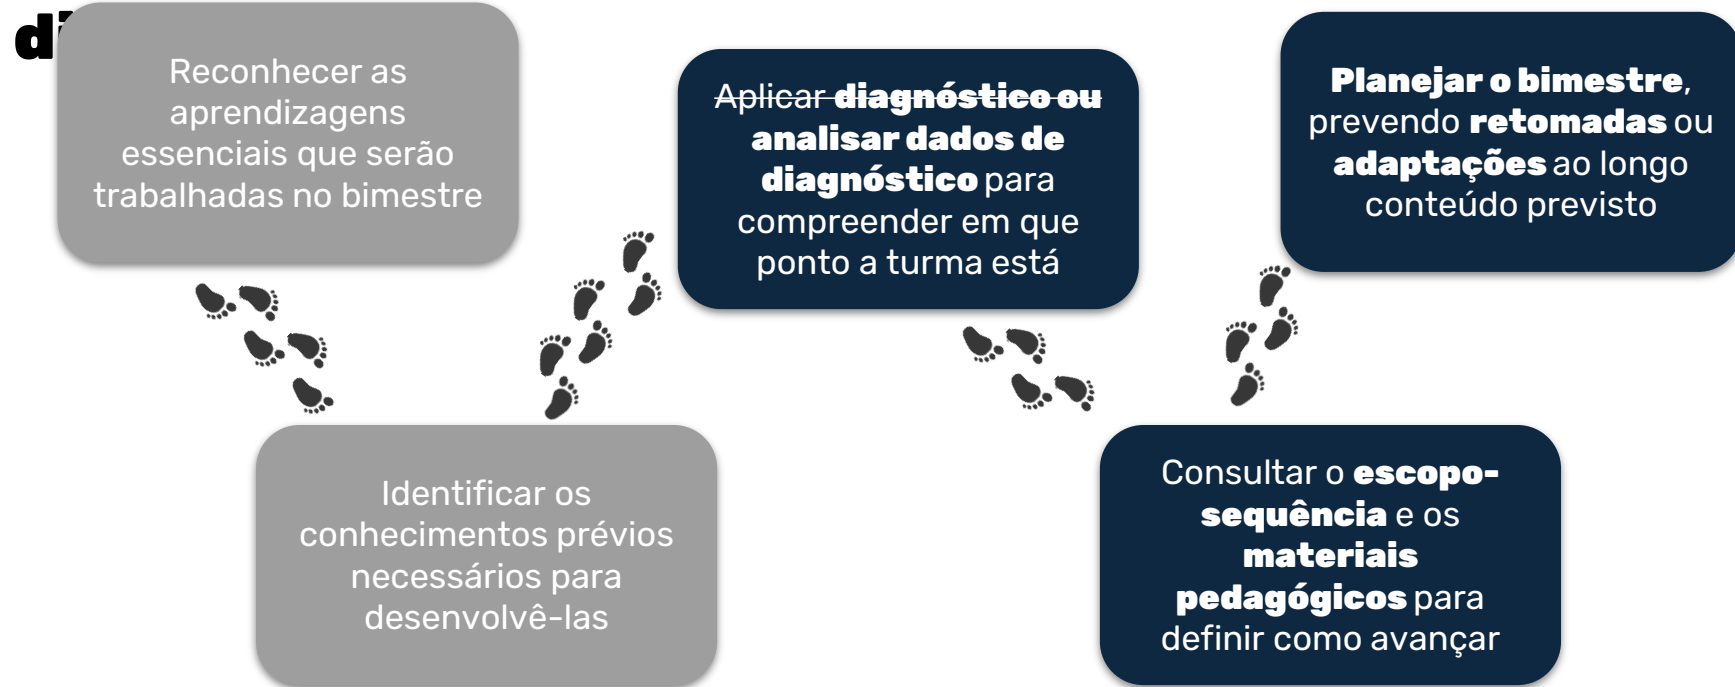 Reconhecer as
aprendizagens
essenciais que serão
trabalhadas no bimestre
Identificar os
conhecimentos prévios
necessários para
desenvolvê-las
Aplicar diagnóstico ou
analisar dados de
diagnóstico para
compreender em que
ponto a turma está
Consultar o escopo-
sequência e os
materiais
pedagógicos para
definir como avançar
Planejar o bimestre,
prevendo retomadas ou
adaptações ao longo
conteúdo previsto